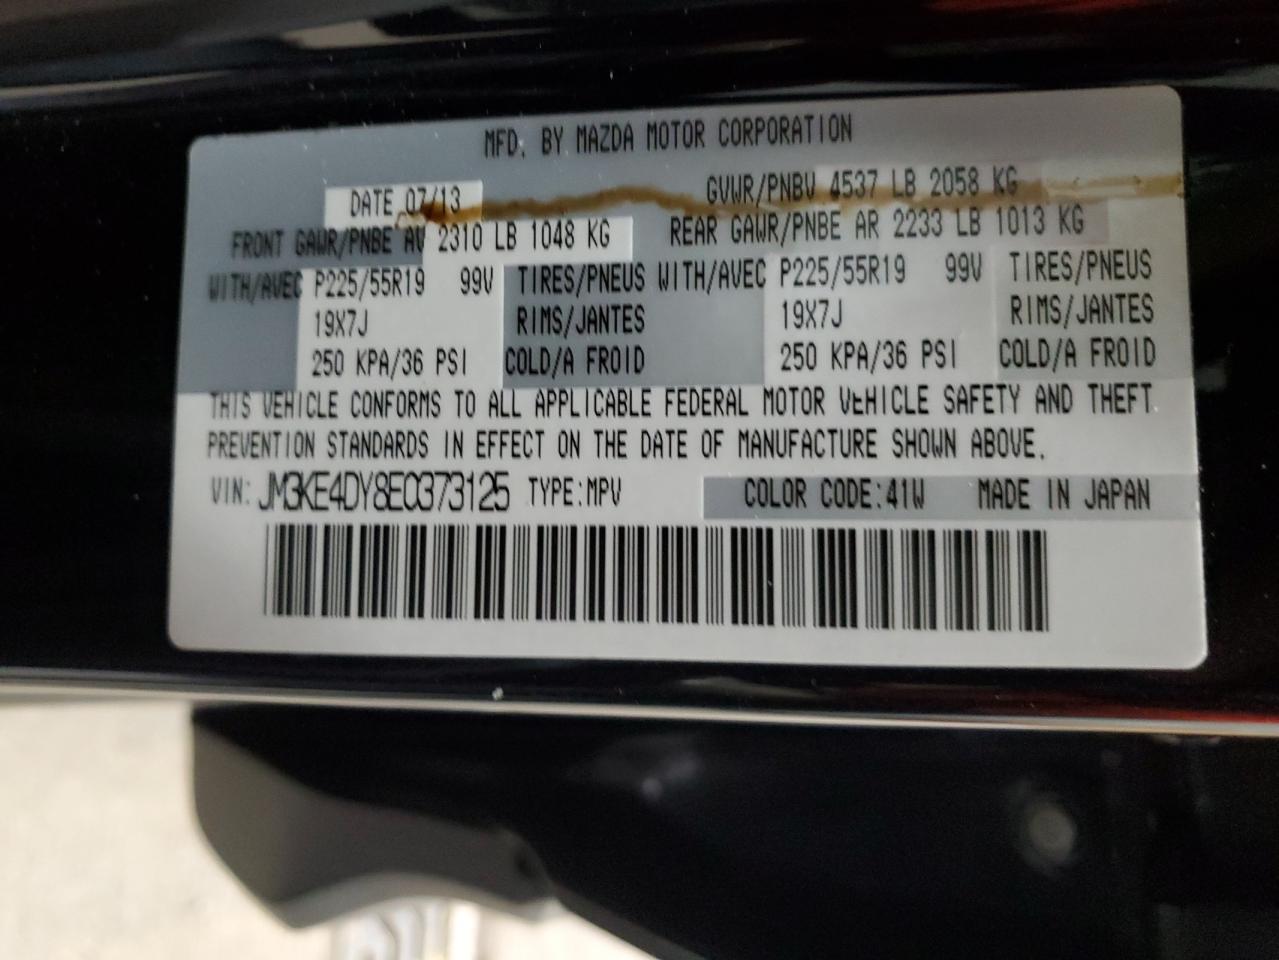 MFD. BY MAZDA MOTOR CORPORATION
DATE 07/13 GVWR/PNBV 4537 LB 2058 KG
FRONT GAWR/PNBE AV 2310 LB 1048 KG REAR GAWR/PNBE AR 2233 LB 1013 KG
WITH/AVEC P225/55R19 99V TIRES/PNEUS WITH/AVEC P225/55R19 99V TIRES/PNEUS
19X7J RIMS/JANTES 19X7J RIMS/JANTES
250 KPA/36 PSI COLD/A FROID 250 KPA/36 PSI COLD/A FROID
THIS VEHICLE CONFORMS TO ALL APPLICABLE FEDERAL MOTOR VEHICLE SAFETY AND THEFT
PREVENTION STANDARDS IN EFFECT ON THE DATE OF MANUFACTURE SHOWN ABOVE.
VIN: JM3KE4DY8E0373125 TYPE:MPV COLOR CODE:41W MADE IN JAPAN